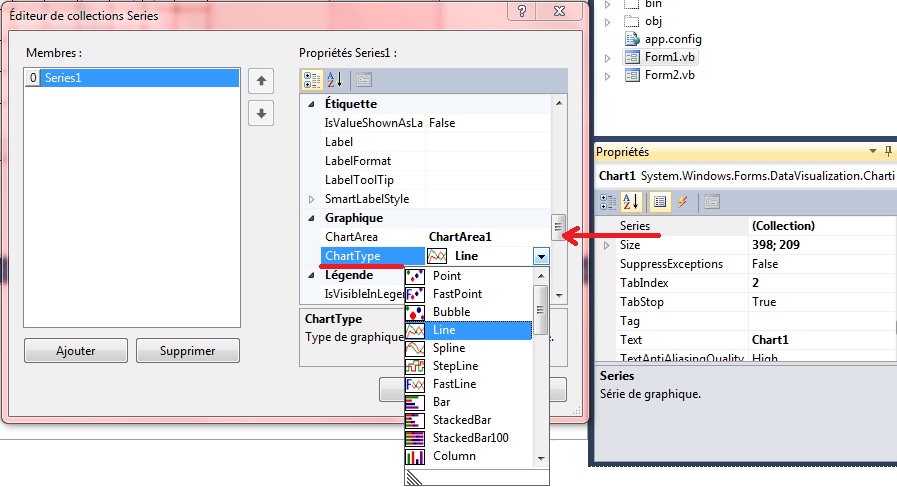 Éditeur de collections Series
?
Membres :
0 Series1
Ajouter
Supprimer
Propriétés Series1 :
Étiquette
IsValueShownAsLa False
Label
LabelFormat
LabelToolTip
SmartLabelStyle
Graphique
ChartArea ChartArea1
ChartType Line
Légende
IsVisibleInLegen
Point
FastPoint
Bubble
Line
Spline
StepLine
FastLine
Bar
StackedBar
StackedBar100
Column
ChartType
Type de graphique
bin
obj
app.config
Form1.vb
Form2.vb
Propriétés
Chart1 System.Windows.Forms.DataVisualization.Charti
Series (Collection)
Size 398; 209
SuppressExceptions False
TabIndex 2
TabStop True
Tag
Text Chart1
TextAntiAliasingQuality High
Series
Série de graphique.